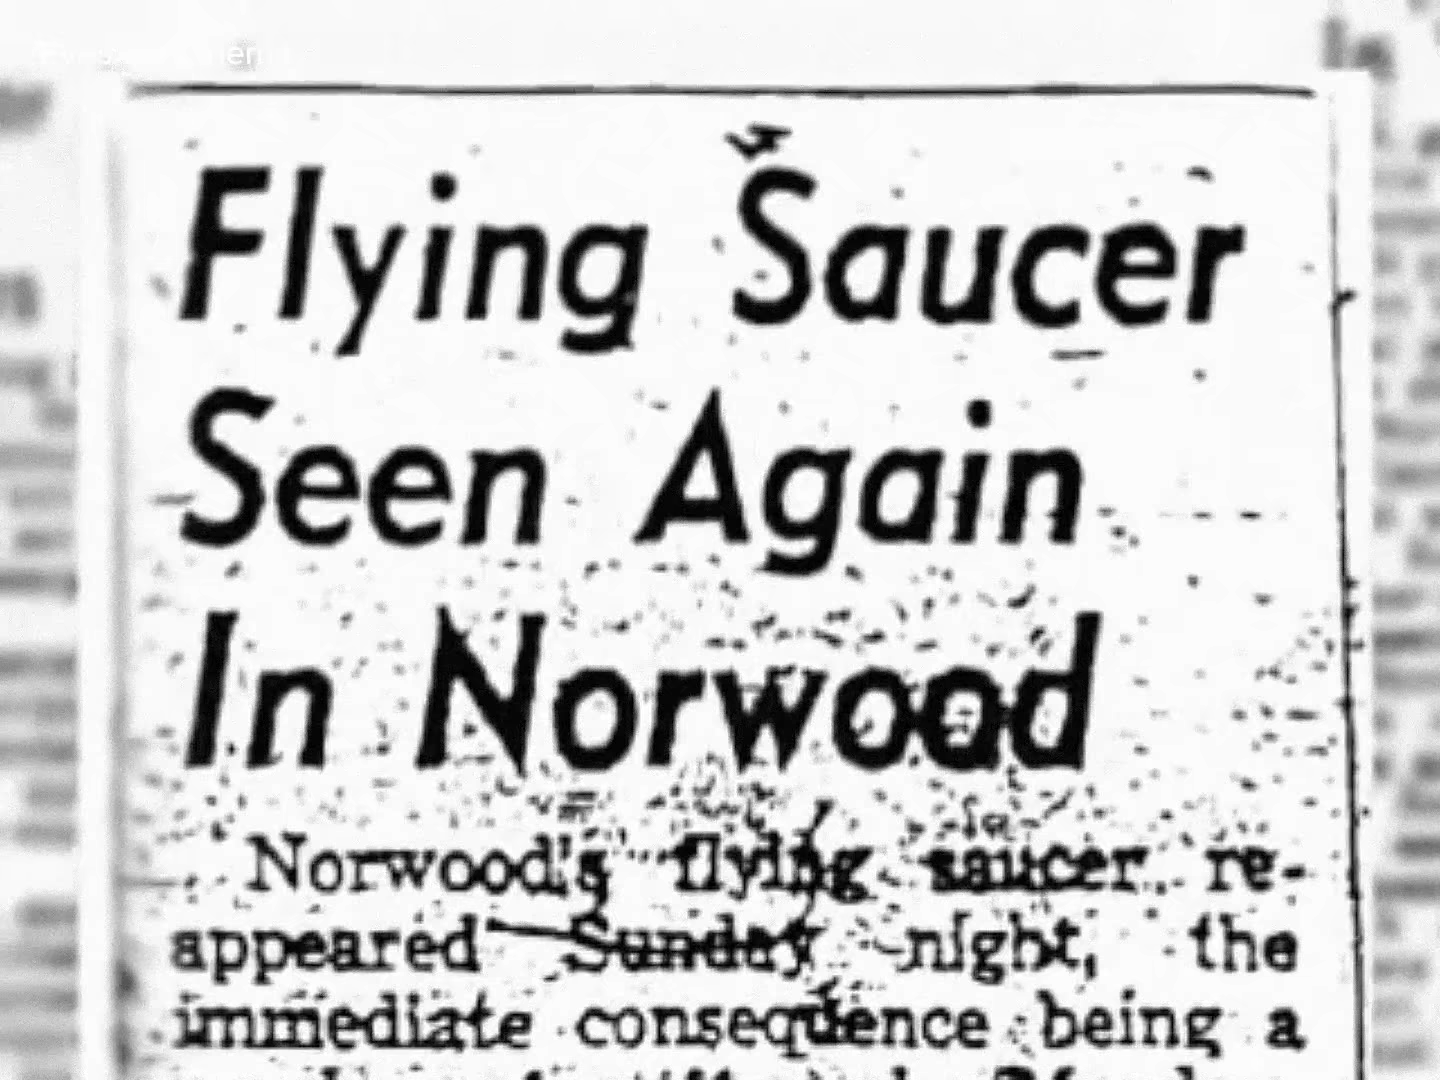 Flying Saucer
Seen Again
In Norwood
Norwood's flying saucer re-
appeared Sunday night, the
immediate consequence being a